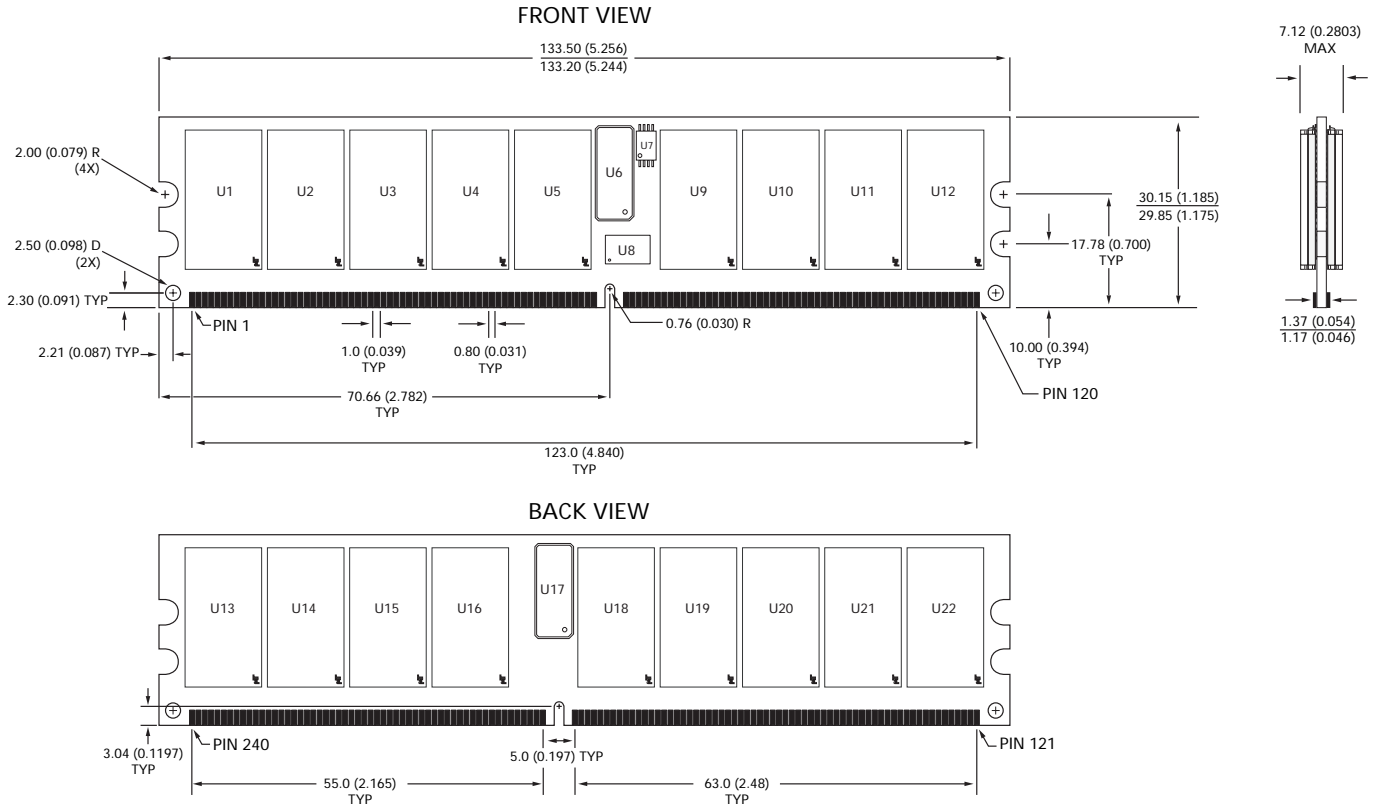 FRONT VIEW
133.50 (5.256)
133.20 (5.244)
7.12 (0.2803)
MAX
2.00 (0.079) R
(4X)
U1
U2
U3
U4
U5
U6
U7
U8
U9
U10
U11
U12
30.15 (1.185)
29.85 (1.175)
17.78 (0.700)
TYP
2.50 (0.098) D
(2X)
2.30 (0.091) TYP
PIN 1
0.76 (0.030) R
2.21 (0.087) TYP
1.0 (0.039)
TYP
0.80 (0.031)
TYP
10.00 (0.394)
TYP
1.37 (0.054)
1.17 (0.046)
PIN 120
70.66 (2.782)
TYP
123.0 (4.840)
TYP
BACK VIEW
U13
U14
U15
U16
U17
U18
U19
U20
U21
U22
3.04 (0.1197)
TYP
PIN 240
5.0 (0.197) TYP
PIN 121
55.0 (2.165)
TYP
63.0 (2.48)
TYP